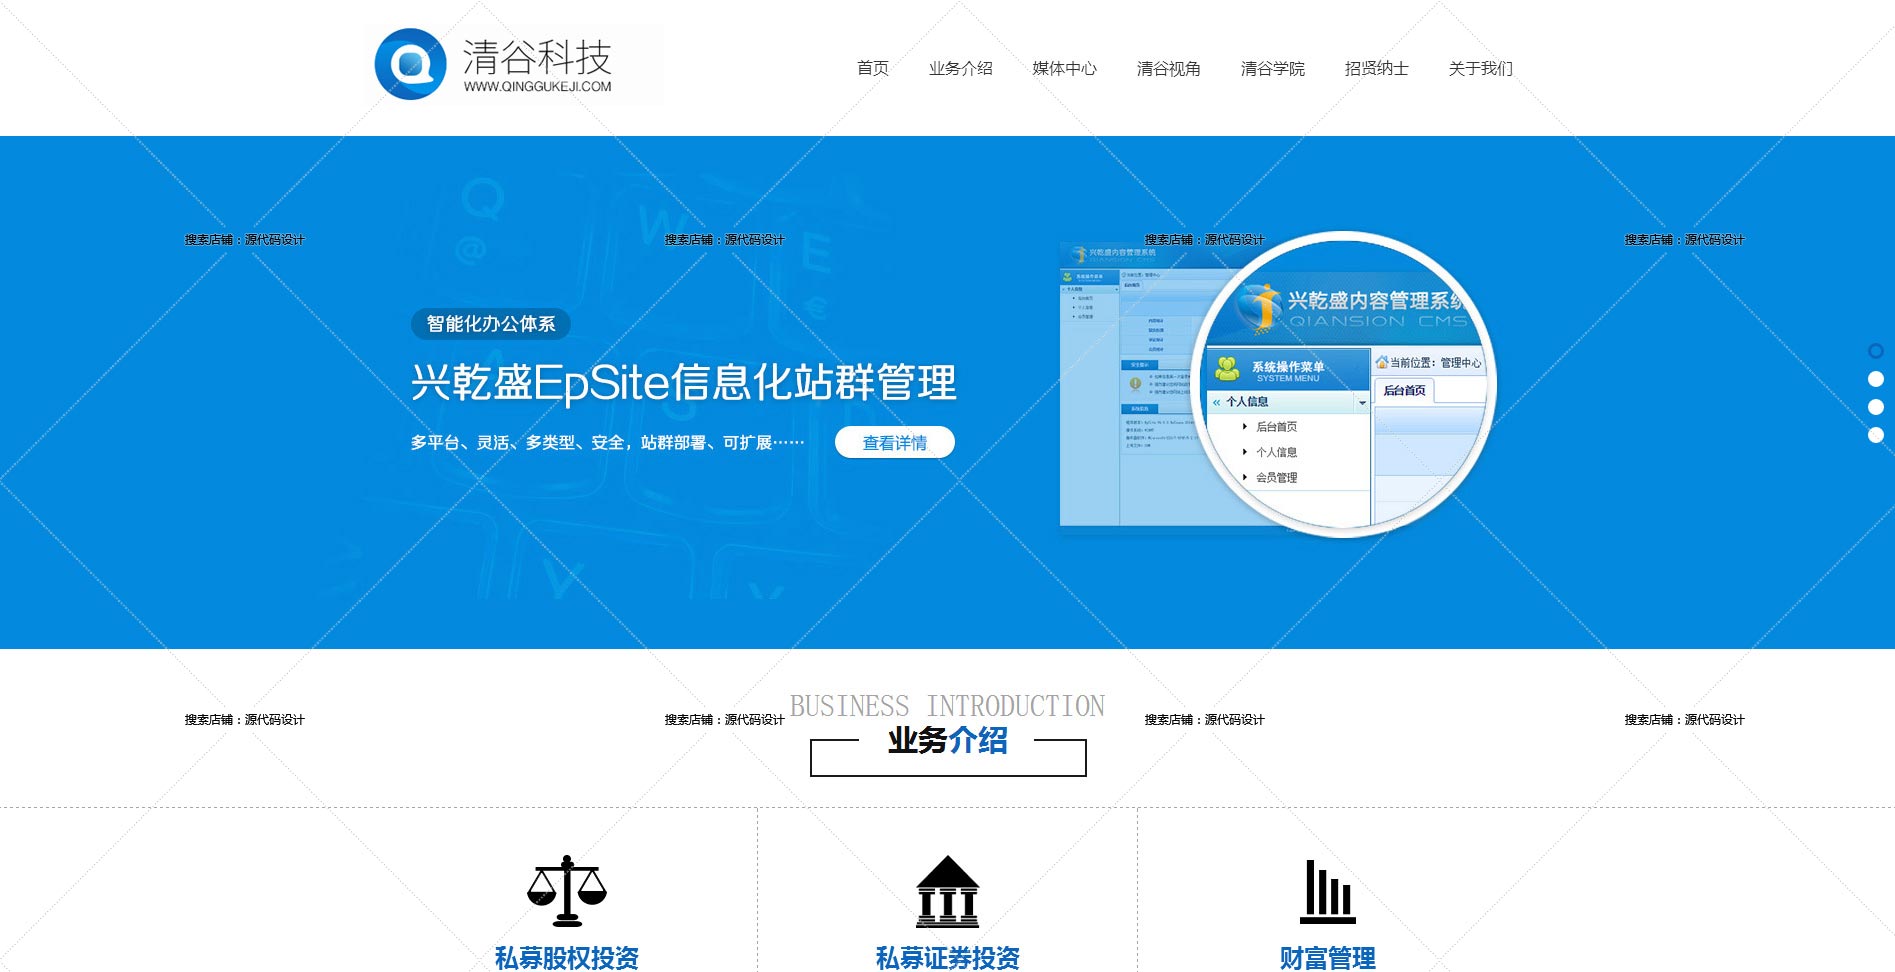 清谷科技
WWW.QINGGUKEJI.COM
首页 业务介绍 媒体中心 清谷视角 清谷学院 招贤纳士 关于我们
搜索店铺：源代码设计 搜索店铺：源代码设计 搜索店铺：源代码设计 搜索店铺：源代码设计
Q
W
E
@
€
智能化办公体系
兴乾盛EpSite信息化站群管理
多平台、灵活、多类型、安全，站群部署、可扩展……
查看详情
兴乾盛内容管理系统
QIANSION CMS
兴乾盛内容管理系统
QIANSION CMS
系统操作菜单
SYSTEM MENU
当前位置：管理中心
后台首页
个人信息
后台首页
个人信息
会员管理
BUSINESS INTRODUCTION
搜索店铺：源代码设计 搜索店铺：源代码设计 搜索店铺：源代码设计 搜索店铺：源代码设计
业务介绍
私募股权投资 私募证券投资 财富管理